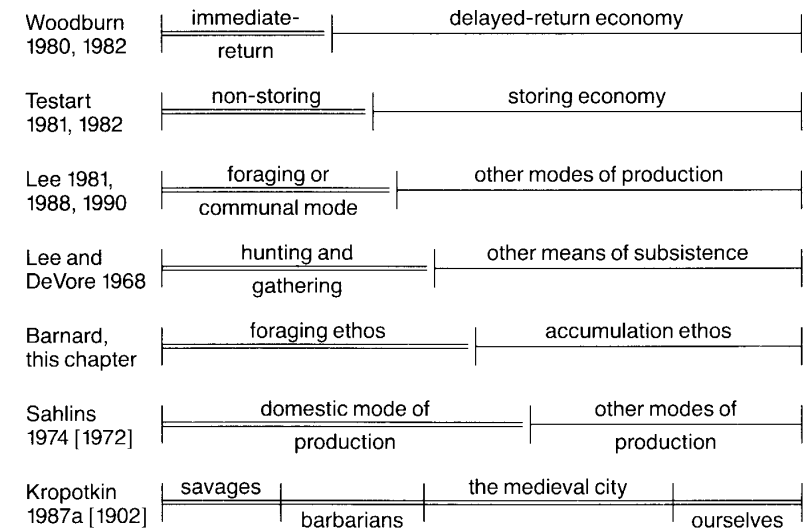 Woodburn
1980, 1982
immediate-
return
delayed-return economy
Testart
1981, 1982
non-storing
storing economy
Lee 1981,
1988, 1990
foraging or
communal mode
other modes of production
Lee and
DeVore 1968
hunting and
gathering
other means of subsistence
Barnard,
this chapter
foraging ethos
accumulation ethos
Sahlins
1974 [1972]
domestic mode of
production
other modes of
production
Kropotkin
1987a [1902]
savages
barbarians
the medieval city
ourselves